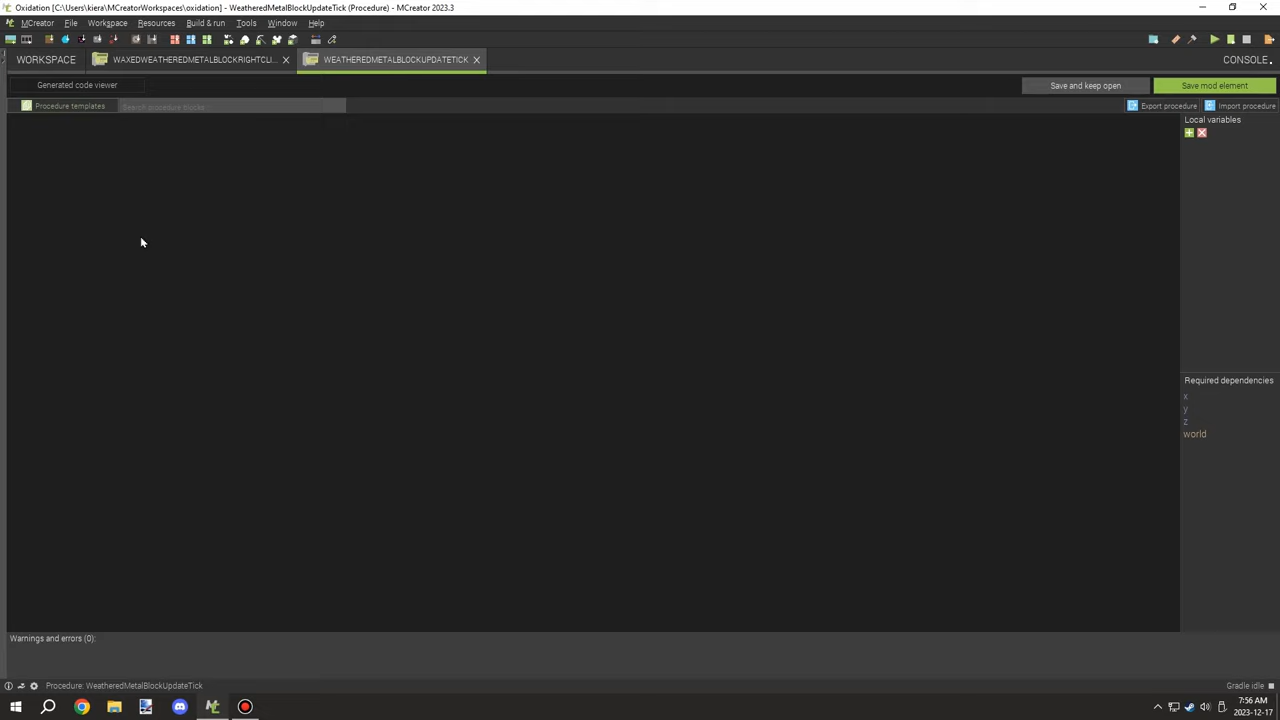 Oxidation [C:\Users\kiera\MCreatorWorkspaces\oxidation] - WeatheredMetalBlockUpdateTick (Procedure) - MCreator 2023.3
MCreator File Workspace Resources Build & run Tools Window Help
WORKSPACE WAXEDWEATHEREDMETALBLOCKRIGHTCLI... WEATHEREDMETALBLOCKUPDATETICK CONSOLE
Generated code viewer Save and keep open Save mod element
Procedure templates Search procedure blocks... Export procedure Import procedure
Local variables
Required dependencies
x
y
z
world
Warnings and errors (0):
Procedure: WeatheredMetalBlockUpdateTick Gradle idle
7:56 AM
2023-12-17